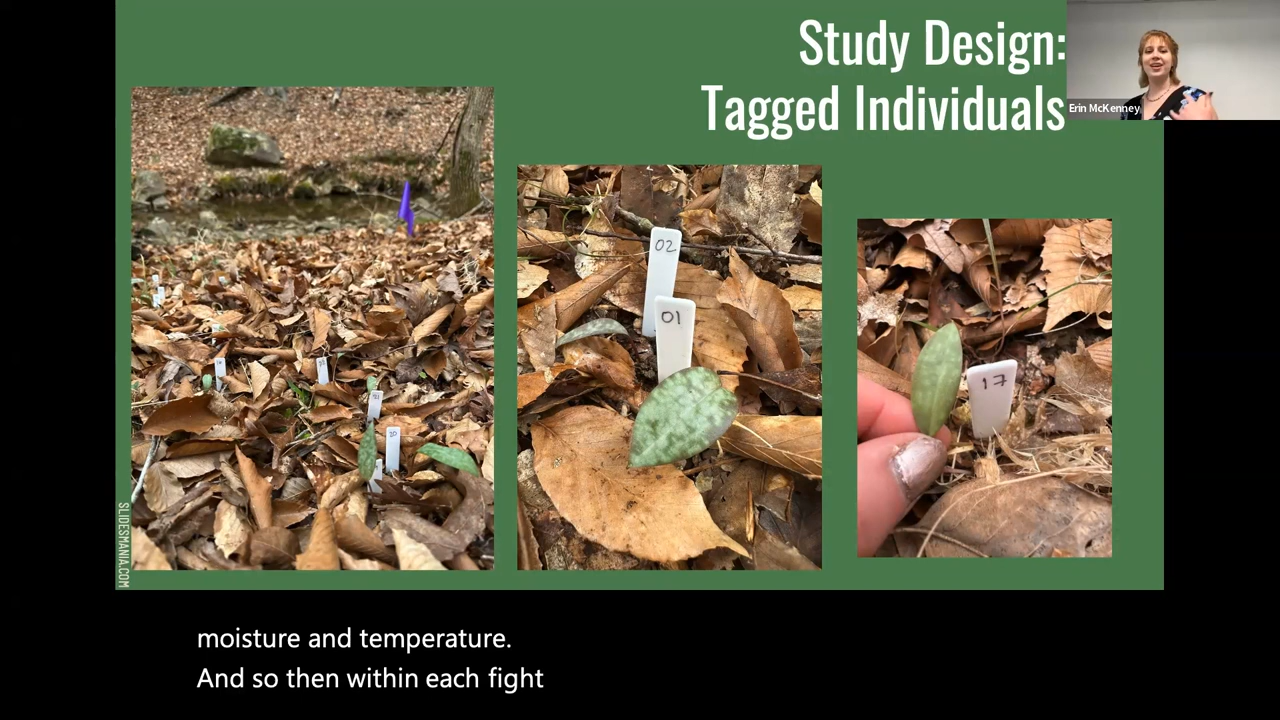 Study Design:
Tagged Individuals
Erin McKenney
02
01
17
20
SLIDESMANIA.COM
moisture and temperature.
And so then within each fight